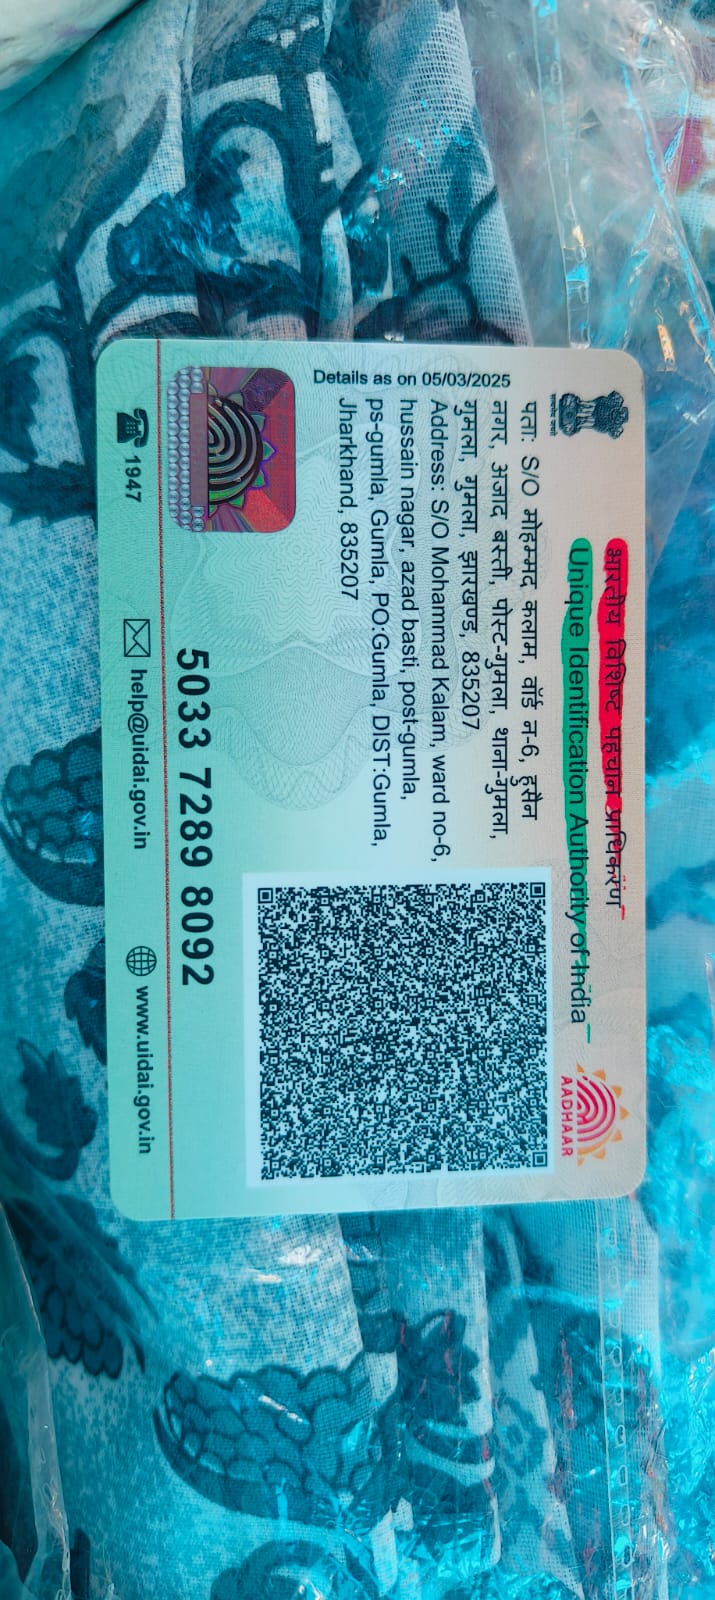 भारतीय विशिष्ट पहचान प्राधिकरण
Unique Identification Authority of India
AADHAAR
Details as on 05/03/2025
पता: S/O मोहम्मद कलाम, वॉर्ड न-6, हुसैन
नगर, अजाद बस्ती, पोस्ट-गुमला, थाना-गुमला,
गुमला, गुमला, झारखण्ड, 835207
Address: S/O Mohammad Kalam, ward no-6,
hussain nagar, azad basti, post-gumla,
ps-gumla, Gumla, PO:Gumla, DIST:Gumla,
Jharkhand, 835207
5033 7289 8092
1947
help@uidai.gov.in
www.uidai.gov.in